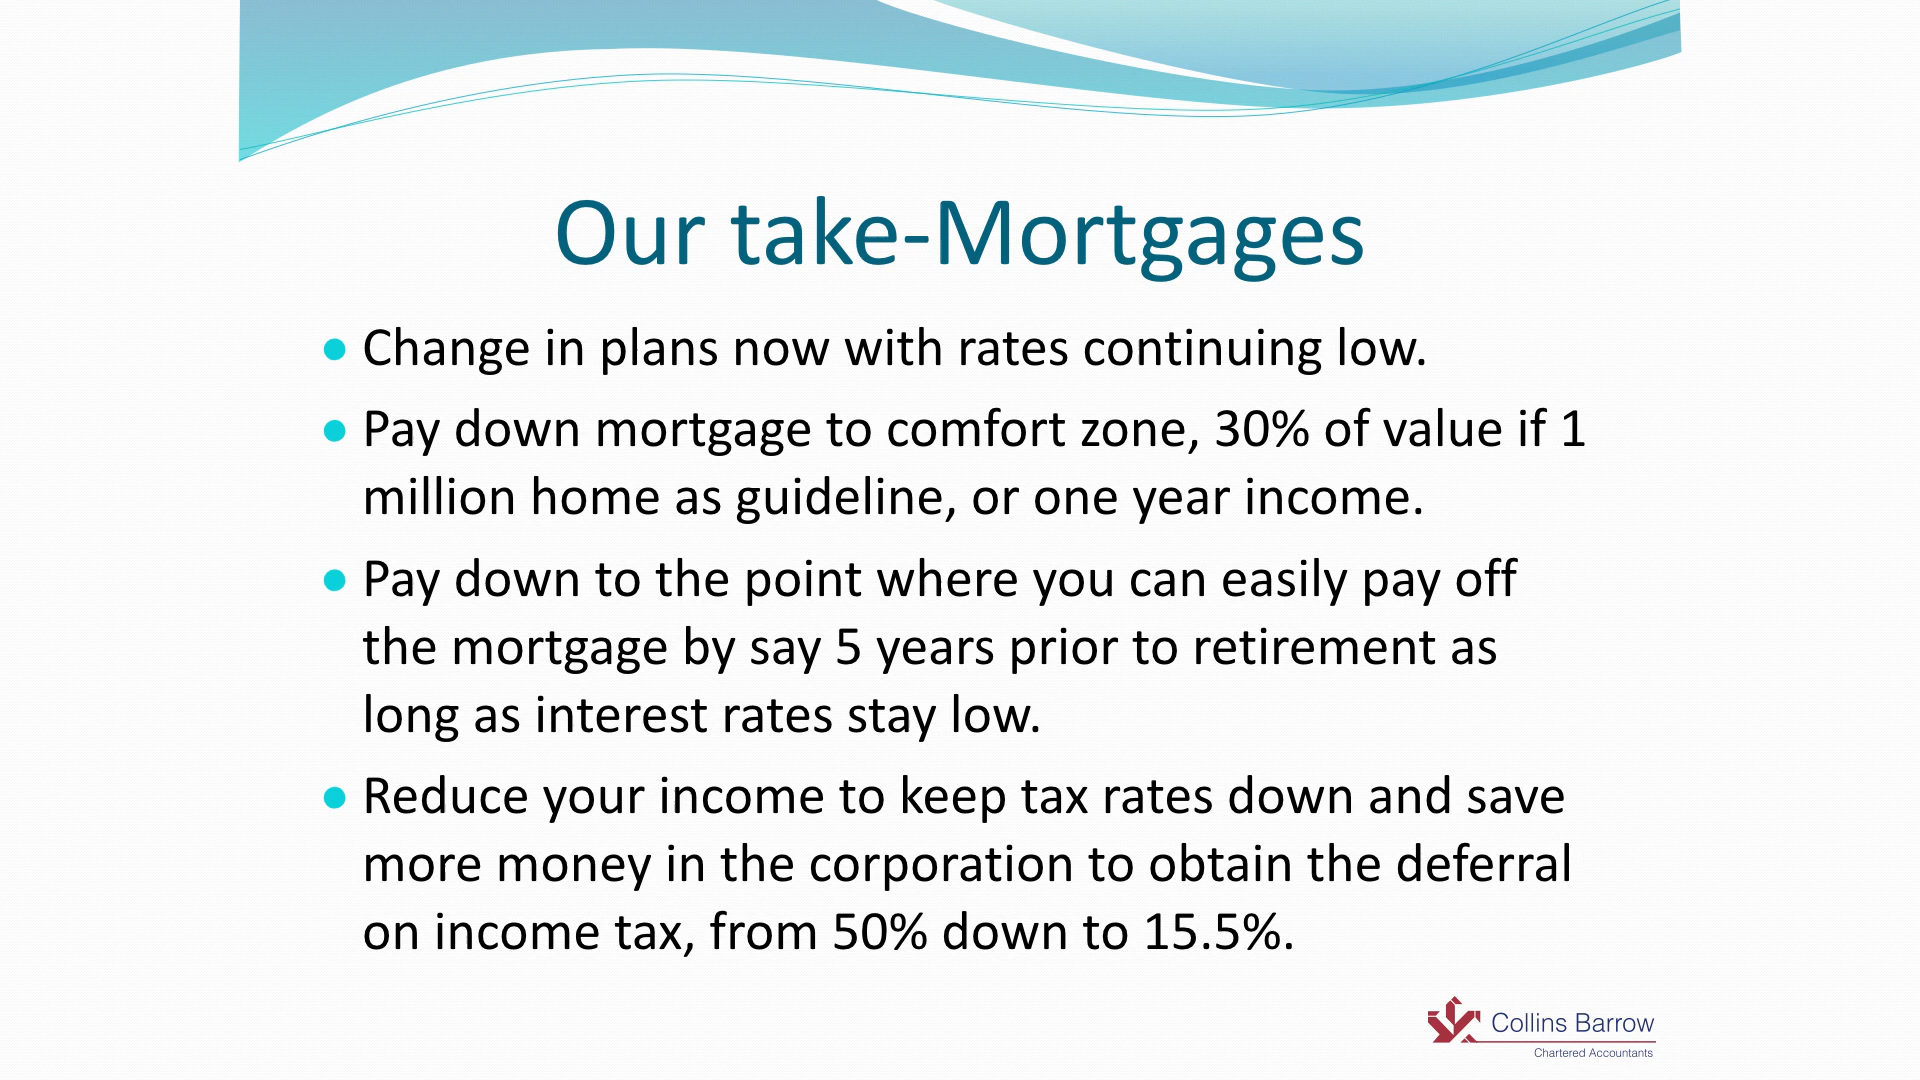 Our take-Mortgages
• Change in plans now with rates continuing low.
• Pay down mortgage to comfort zone, 30% of value if 1
million home as guideline, or one year income.
• Pay down to the point where you can easily pay off
the mortgage by say 5 years prior to retirement as
long as interest rates stay low.
• Reduce your income to keep tax rates down and save
more money in the corporation to obtain the deferral
on income tax, from 50% down to 15.5%.
Collins Barrow
Chartered Accountants